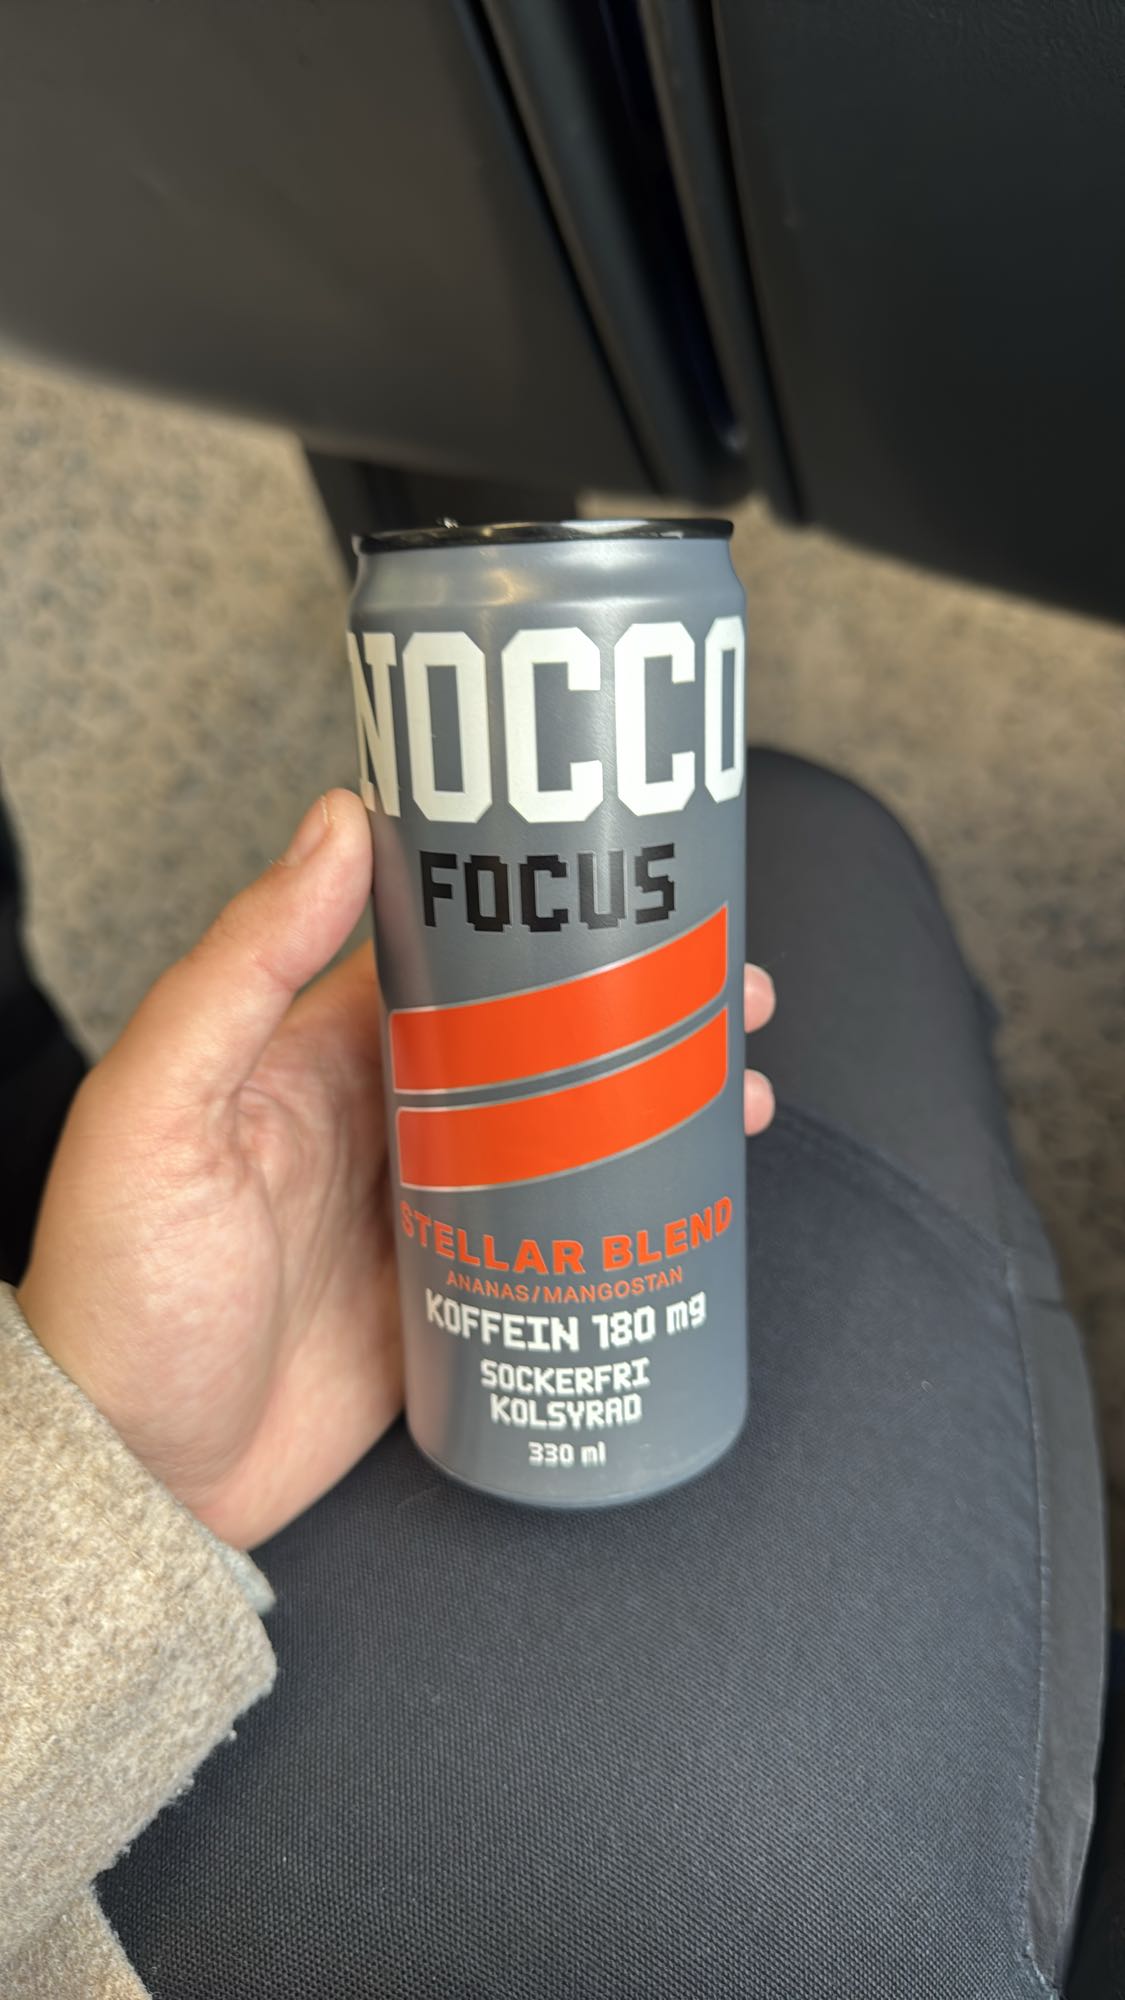 NOCCO
FOCUS
STELLAR BLEND
ANANAS/MANGOSTAN
KOFFEIN 180 mg
SOCKERFRI
KOLSYRAD
330 ml